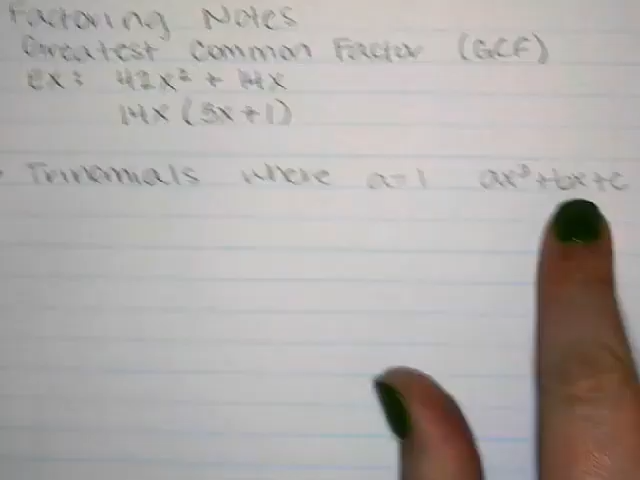 Factoring Notes
Greatest Common Factor (GCF)
Ex: 42x² + 14x
14x (3x+1)
• Trinomials where a=1 ax²+bx+c